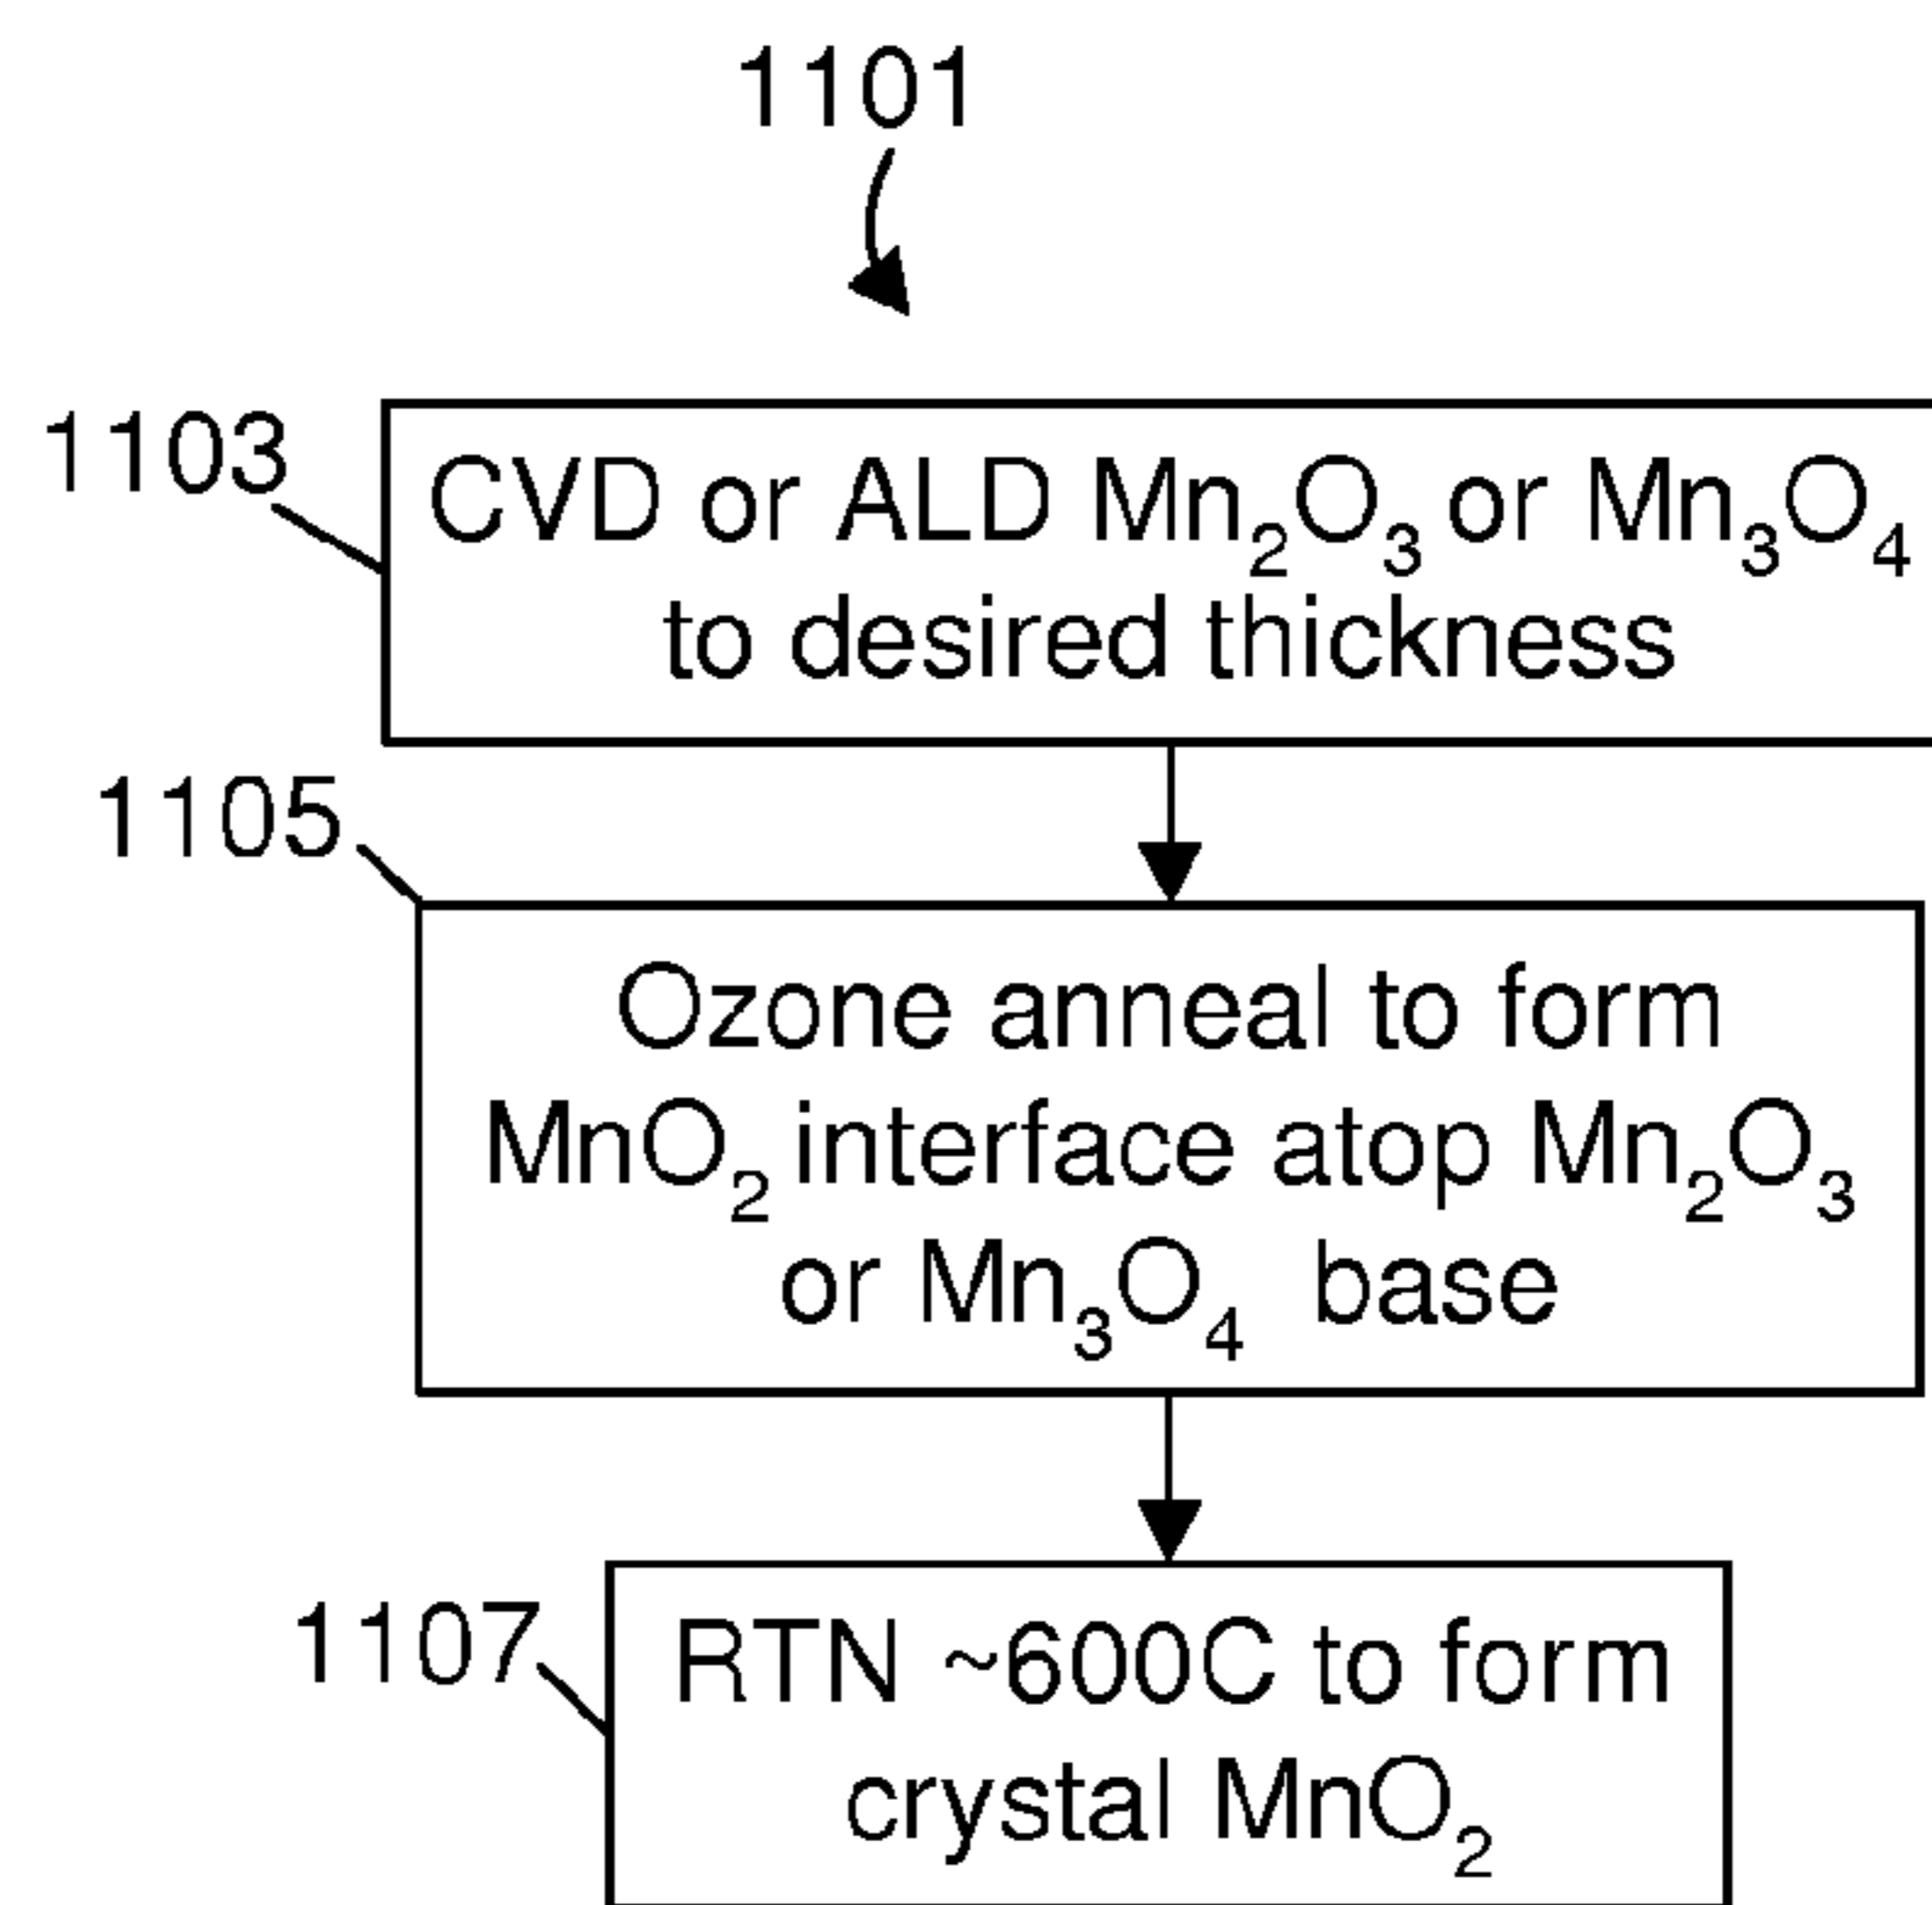 1101
1103
CVD or ALD Mn₂O₃ or Mn₃O₄
to desired thickness
1105
Ozone anneal to form
MnO₂ interface atop Mn₂O₃
or Mn₃O₄ base
1107
RTN ~600C to form
crystal MnO₂